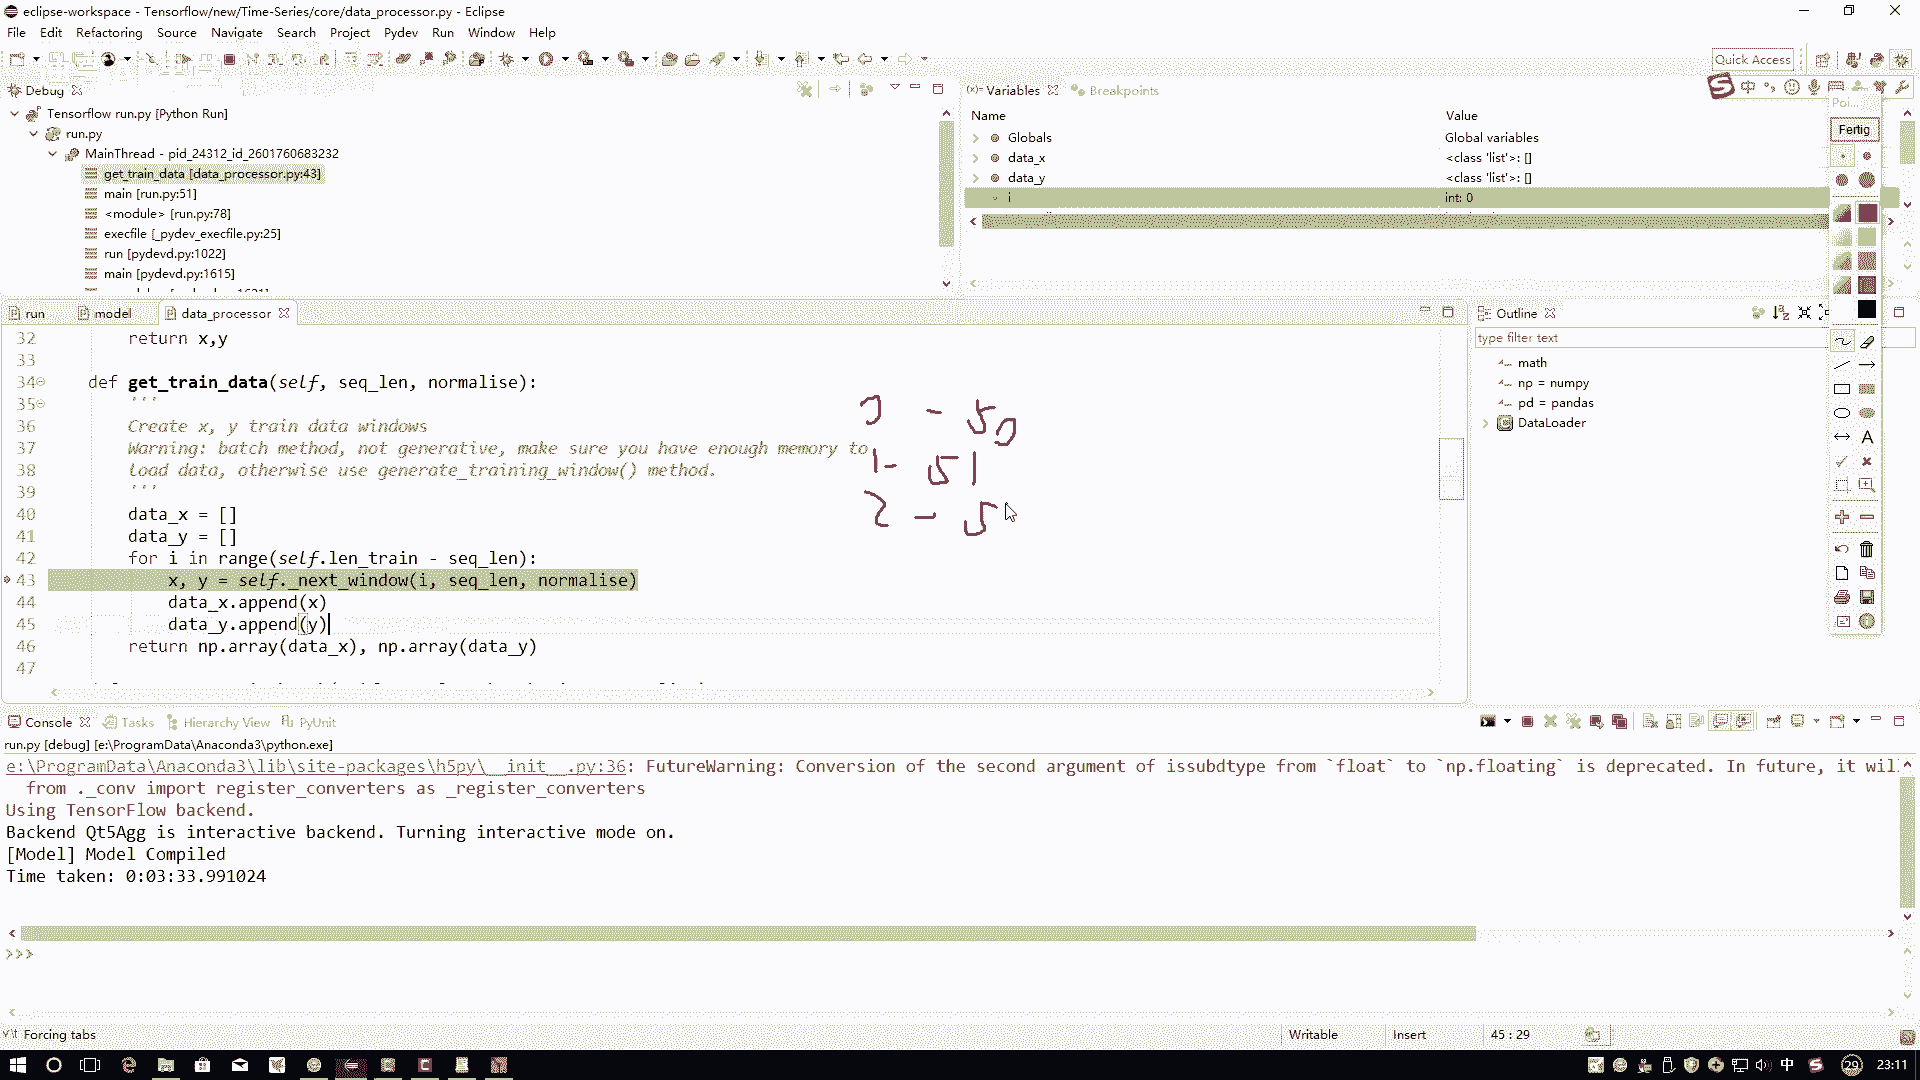 eclipse-workspace - Tensorflow/new/Time-Series/core/data_processor.py - Eclipse
File Edit Refactoring Source Navigate Search Project Pydev Run Window Help
Quick Access
Debug
Tensorflow run.py [Python Run]
run.py
MainThread - pid_24312_id_2601760683232
get_train_data [data_processor.py:43]
main [run.py:51]
<module> [run.py:78]
execfile [_pydev_execfile.py:25]
run [pydevd.py:1022]
main [pydevd.py:1615]
(x)= Variables Breakpoints
Name Value
Globals Global variables
data_x <class 'list'>: []
data_y <class 'list'>: []
i int: 0
中
Poi...
Fertig
run model data_processor
32 return x,y
33
34 def get_train_data(self, seq_len, normalise):
35 '''
36 Create x, y train data windows
37 Warning: batch method, not generative, make sure you have enough memory to
38 load data, otherwise use generate_training_window() method.
39 '''
40 data_x = []
41 data_y = []
42 for i in range(self.len_train - seq_len):
43 x, y = self._next_window(i, seq_len, normalise)
44 data_x.append(x)
45 data_y.append(y)
46 return np.array(data_x), np.array(data_y)
47
0 - 50
1- 51
2 - 5
Outline
type filter text
math
np = numpy
pd = pandas
DataLoader
A
Console Tasks Hierarchy View PyUnit
run.py [debug] [e:\ProgramData\Anaconda3\python.exe]
e:\ProgramData\Anaconda3\lib\site-packages\h5py\__init__.py:36: FutureWarning: Conversion of the second argument of issubdtype from `float` to `np.floating` is deprecated. In future, it wil
from ._conv import register_converters as _register_converters
Using TensorFlow backend.
Backend Qt5Agg is interactive backend. Turning interactive mode on.
[Model] Model Compiled
Time taken: 0:03:33.991024
>>>
Forcing tabs Writable Insert 45 : 29
中 29 23:11